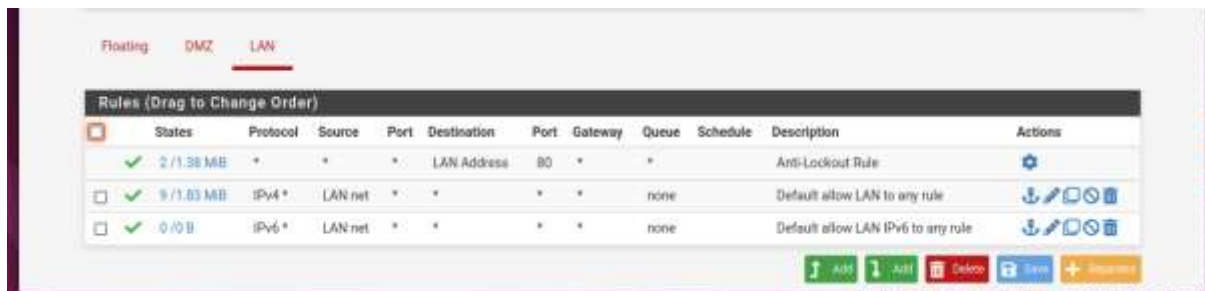 Floating DMZ LAN
Rules (Drag to Change Order)
States Protocol Source Port Destination Port Gateway Queue Schedule Description Actions
2 /1.38 MiB * * * LAN Address 80 * * Anti-Lockout Rule
9 /1.83 MiB IPv4 * LAN net * * * * none Default allow LAN to any rule
0 /0 B IPv6 * LAN net * * * * none Default allow LAN IPv6 to any rule
Add Add Delete Save Separator